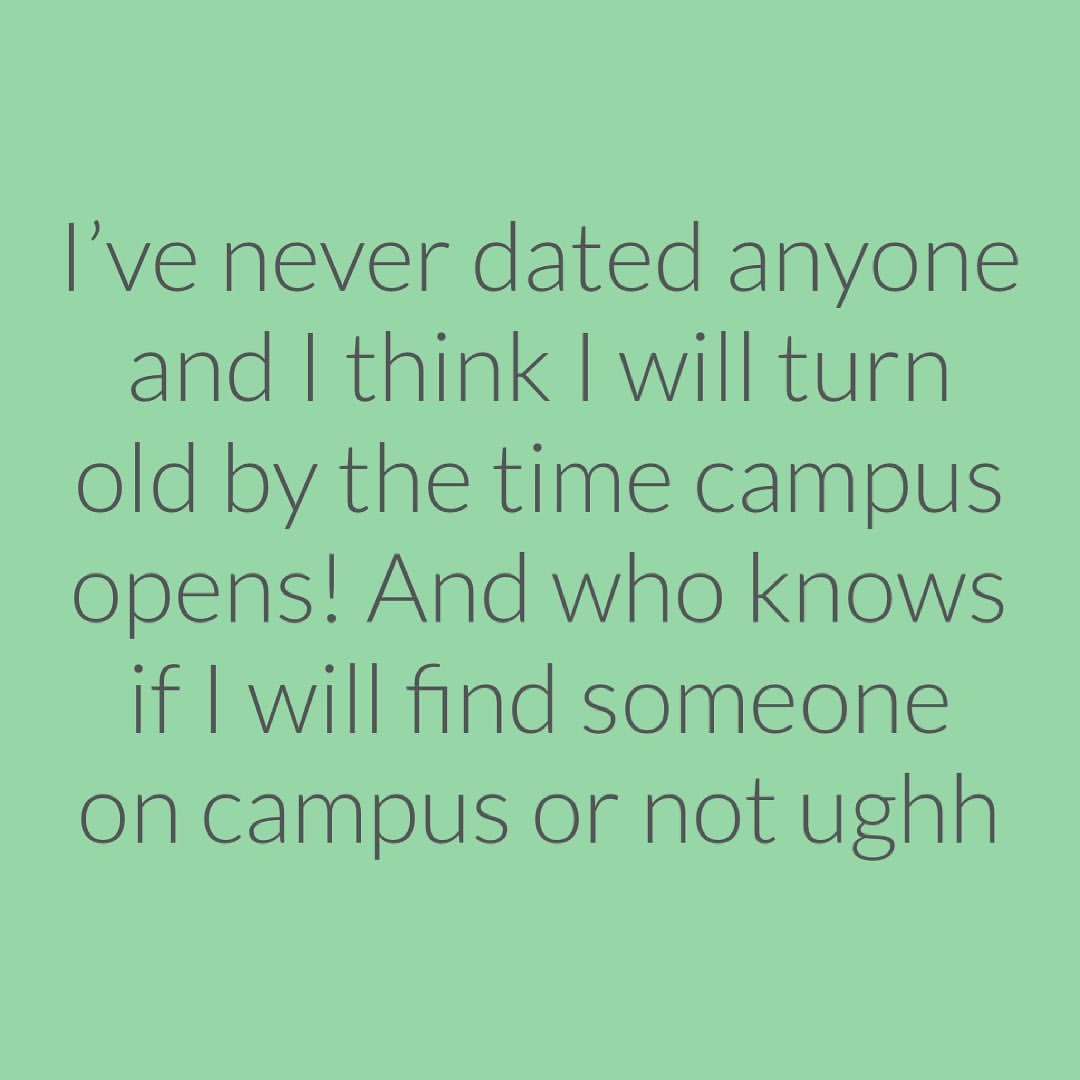 I’ve never dated anyone
and I think I will turn
old by the time campus
opens! And who knows
if I will find someone
on campus or not ughh